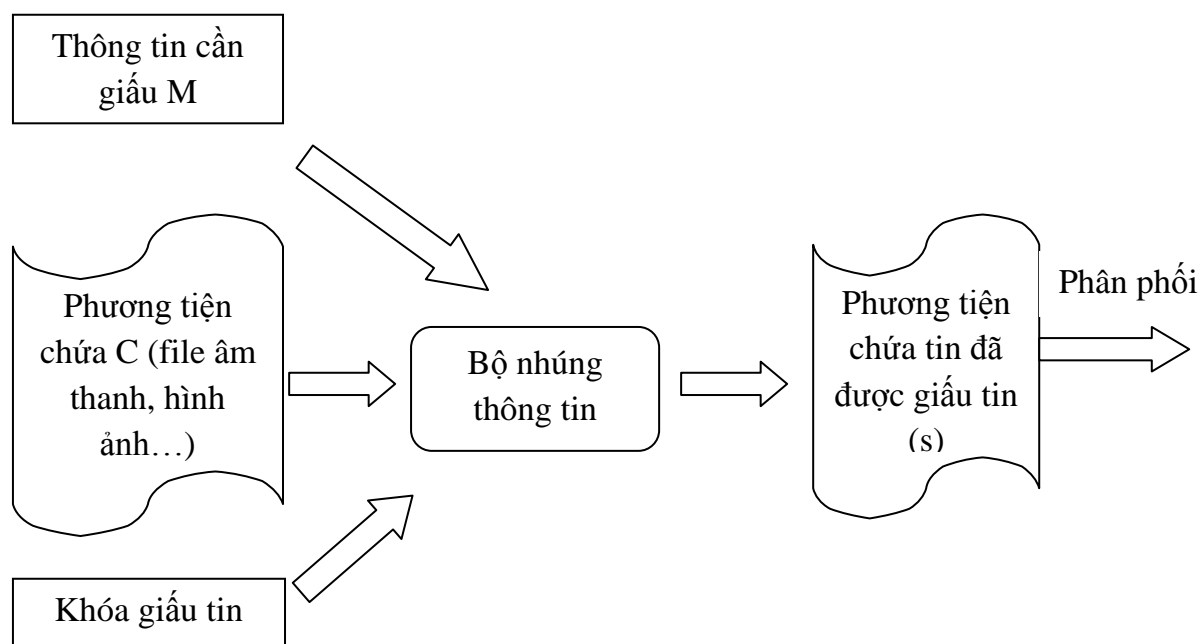 Thông tin cần
giấu M
Phương tiện
chứa C (file âm
thanh, hình
ảnh…)
Khóa giấu tin
Bộ nhúng
thông tin
Phương tiện
chứa tin đã
được giấu tin
(s)
Phân phối